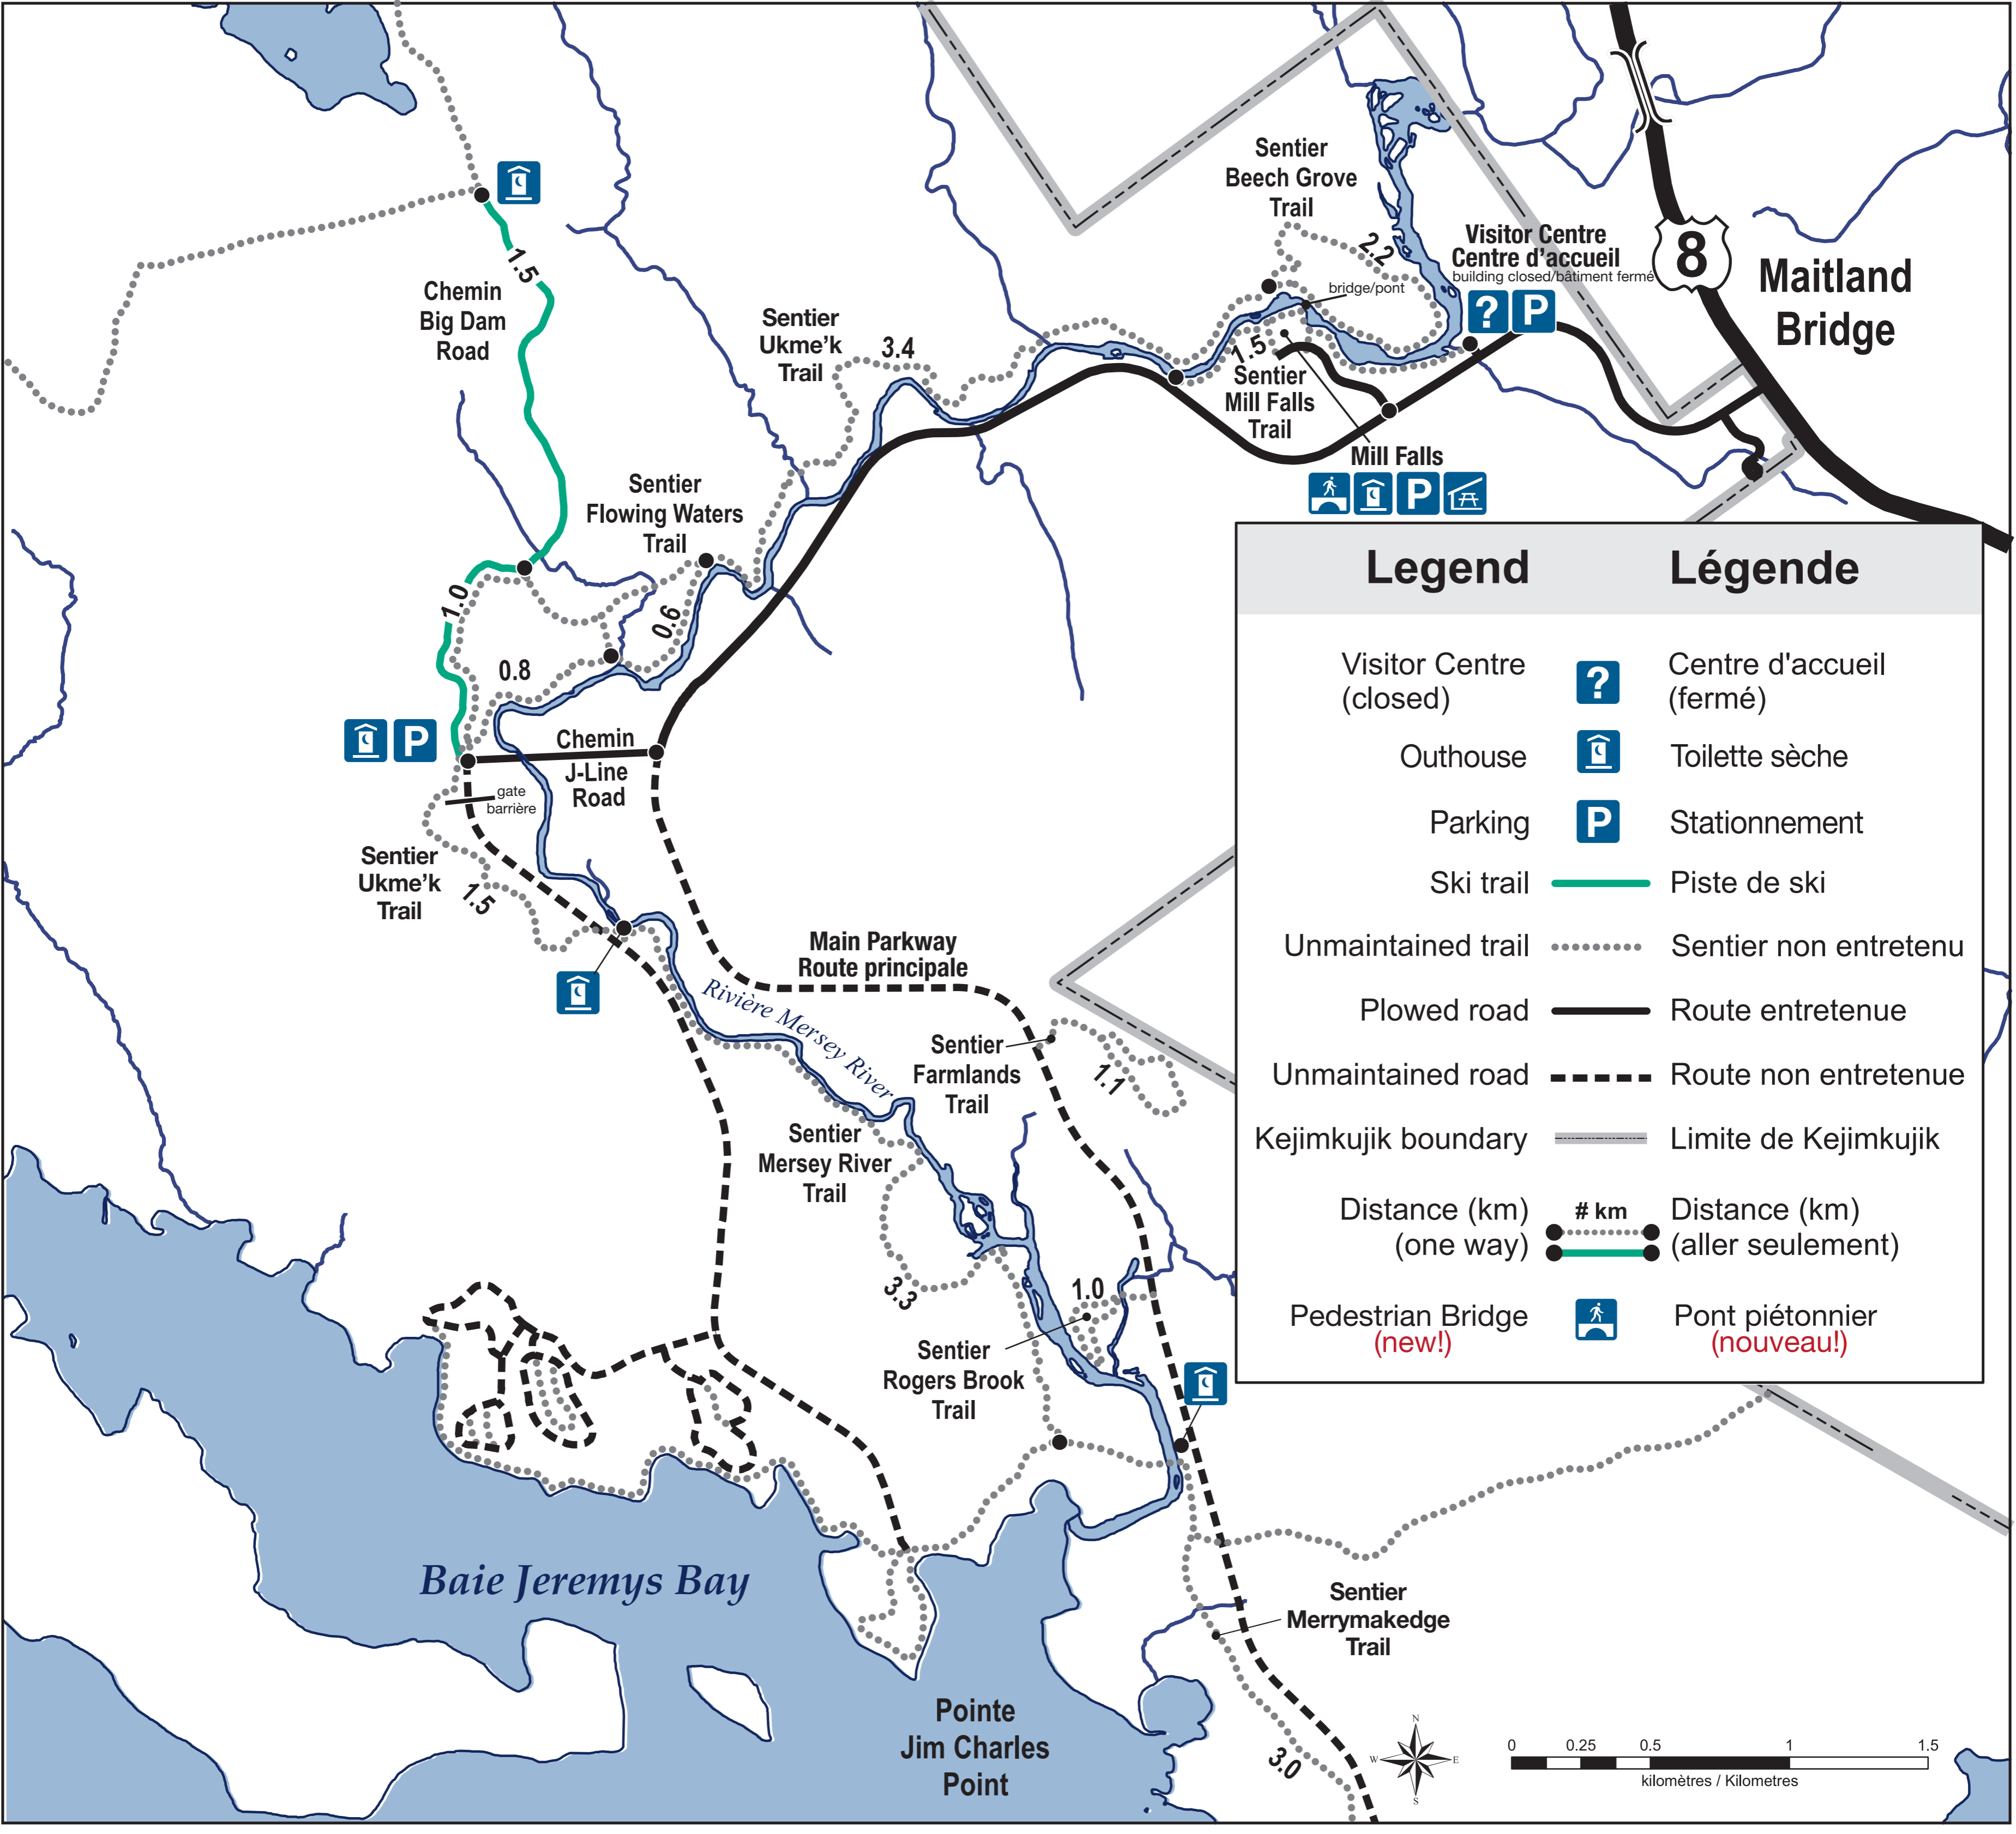 Sentier
Beech Grove
Trail
2.2
Visitor Centre
Centre d'accueil
building closed/bâtiment fermé
?
P
8
Maitland
Bridge
bridge/pont
1.5
Chemin
Big Dam
Road
Sentier
Ukme'k
Trail
3.4
1.5
Sentier
Mill Falls
Trail
Mill Falls
P
Sentier
Flowing Waters
Trail
1.0
0.6
0.8
P
Chemin
J-Line
Road
gate
barrière
Sentier
Ukme'k
Trail
1.5
Main Parkway
Route principale
Rivière Mersey River
Sentier
Farmlands
Trail
1.1
Sentier
Mersey River
Trail
3.3
1.0
Sentier
Rogers Brook
Trail
Baie Jeremys Bay
Sentier
Merrymakedge
Trail
Pointe
Jim Charles
Point
3.0
Legend Légende
Visitor Centre
(closed)
?
Centre d'accueil
(fermé)
Outhouse Toilette sèche
Parking P Stationnement
Ski trail Piste de ski
Unmaintained trail Sentier non entretenu
Plowed road Route entretenue
Unmaintained road Route non entretenue
Kejimkujik boundary Limite de Kejimkujik
Distance (km) # km Distance (km)
(one way) (aller seulement)
Pedestrian Bridge Pont piétonnier
(new!) (nouveau!)
N
W E
S
0 0.25 0.5 1 1.5
kilomètres / Kilometres